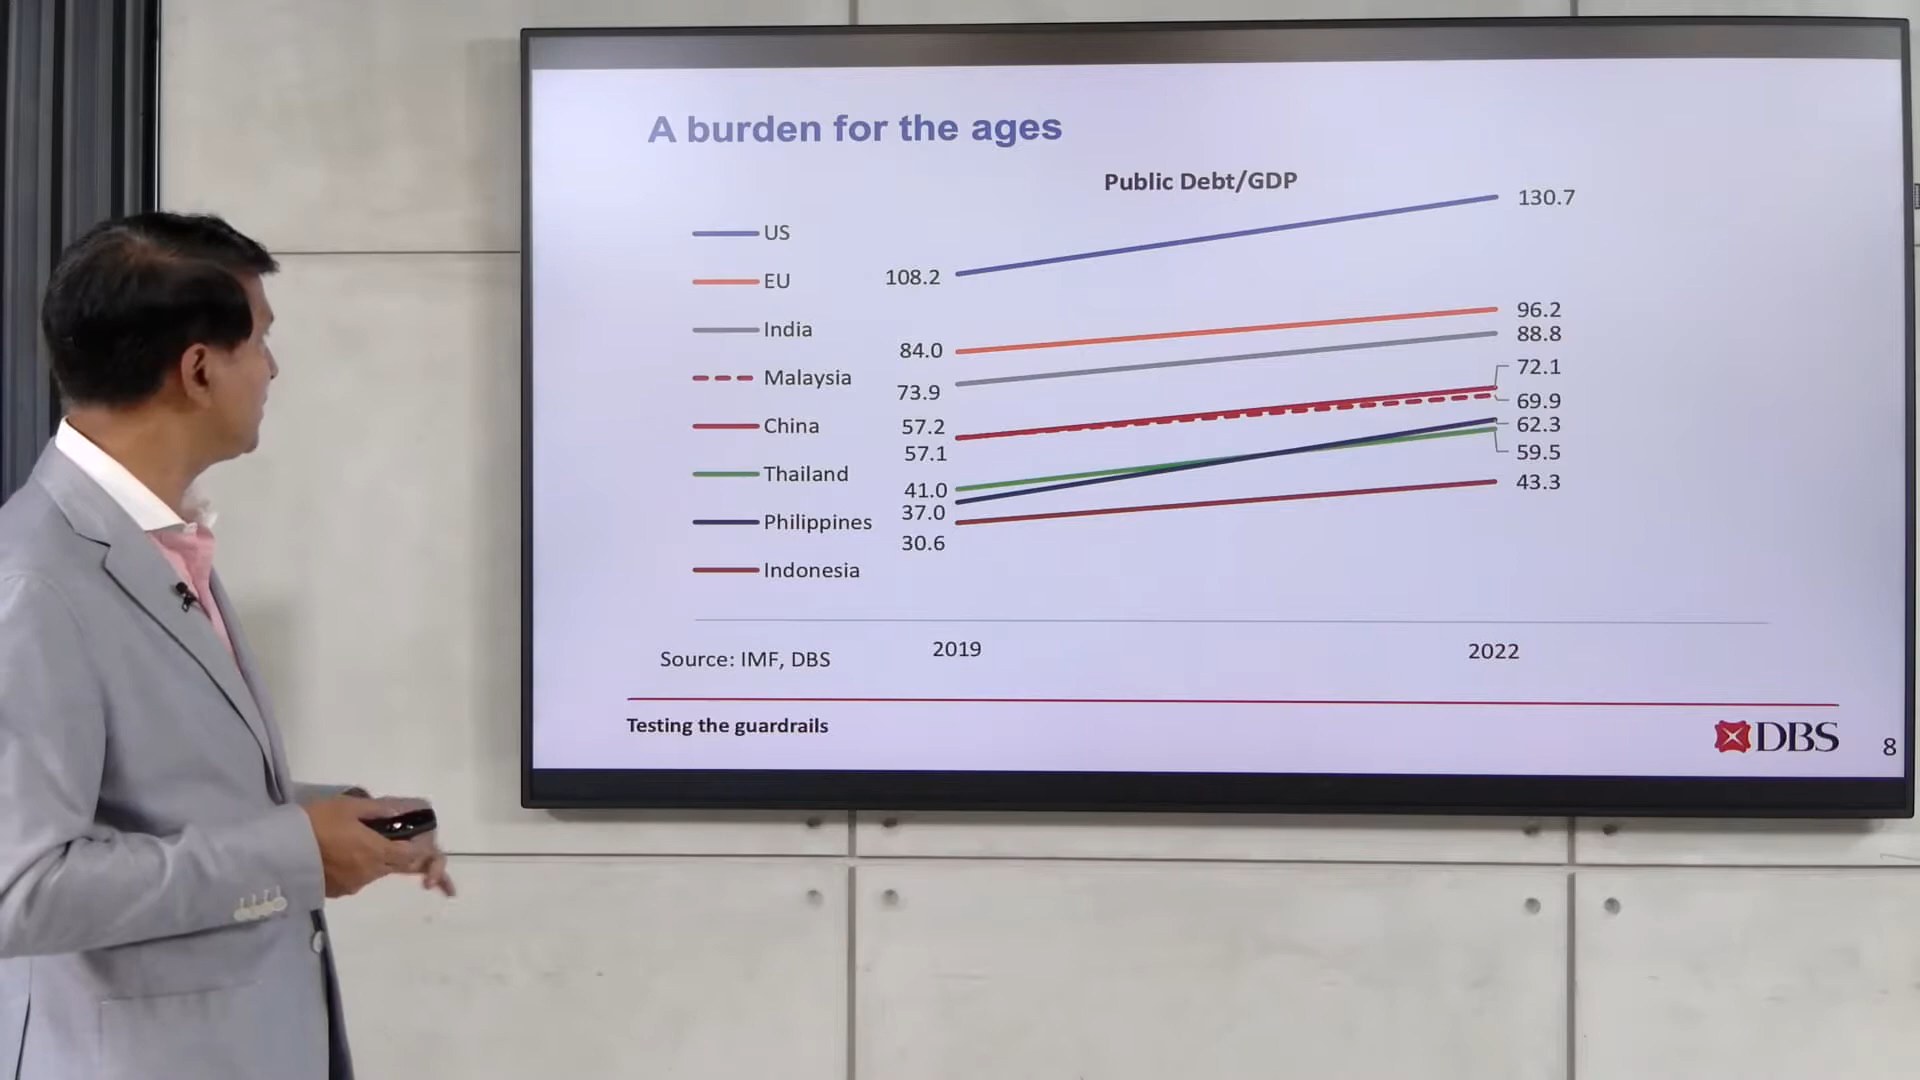 A burden for the ages
Public Debt/GDP
US
EU
India
Malaysia
China
Thailand
Philippines
Indonesia
108.2
84.0
73.9
57.2
57.1
41.0
37.0
30.6
130.7
96.2
88.8
72.1
69.9
62.3
59.5
43.3
2019
2022
Source: IMF, DBS
Testing the guardrails
DBS
8